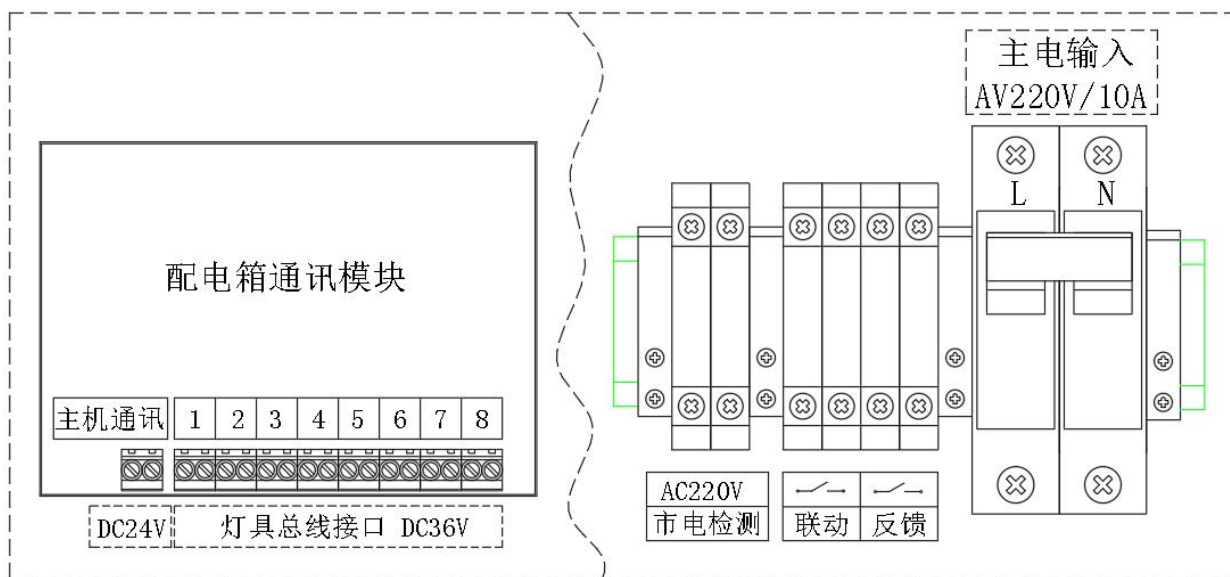 主电输入
AV220V/10A
L N
配电箱通讯模块
主机通讯 1 2 3 4 5 6 7 8
DC24V 灯具总线接口 DC36V
AC220V
市电检测 联动 反馈